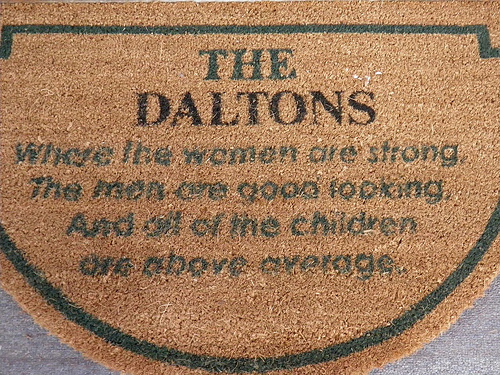 THE
DALTONS
Where the women are strong.
The men are good looking.
And all of the children
are above average.